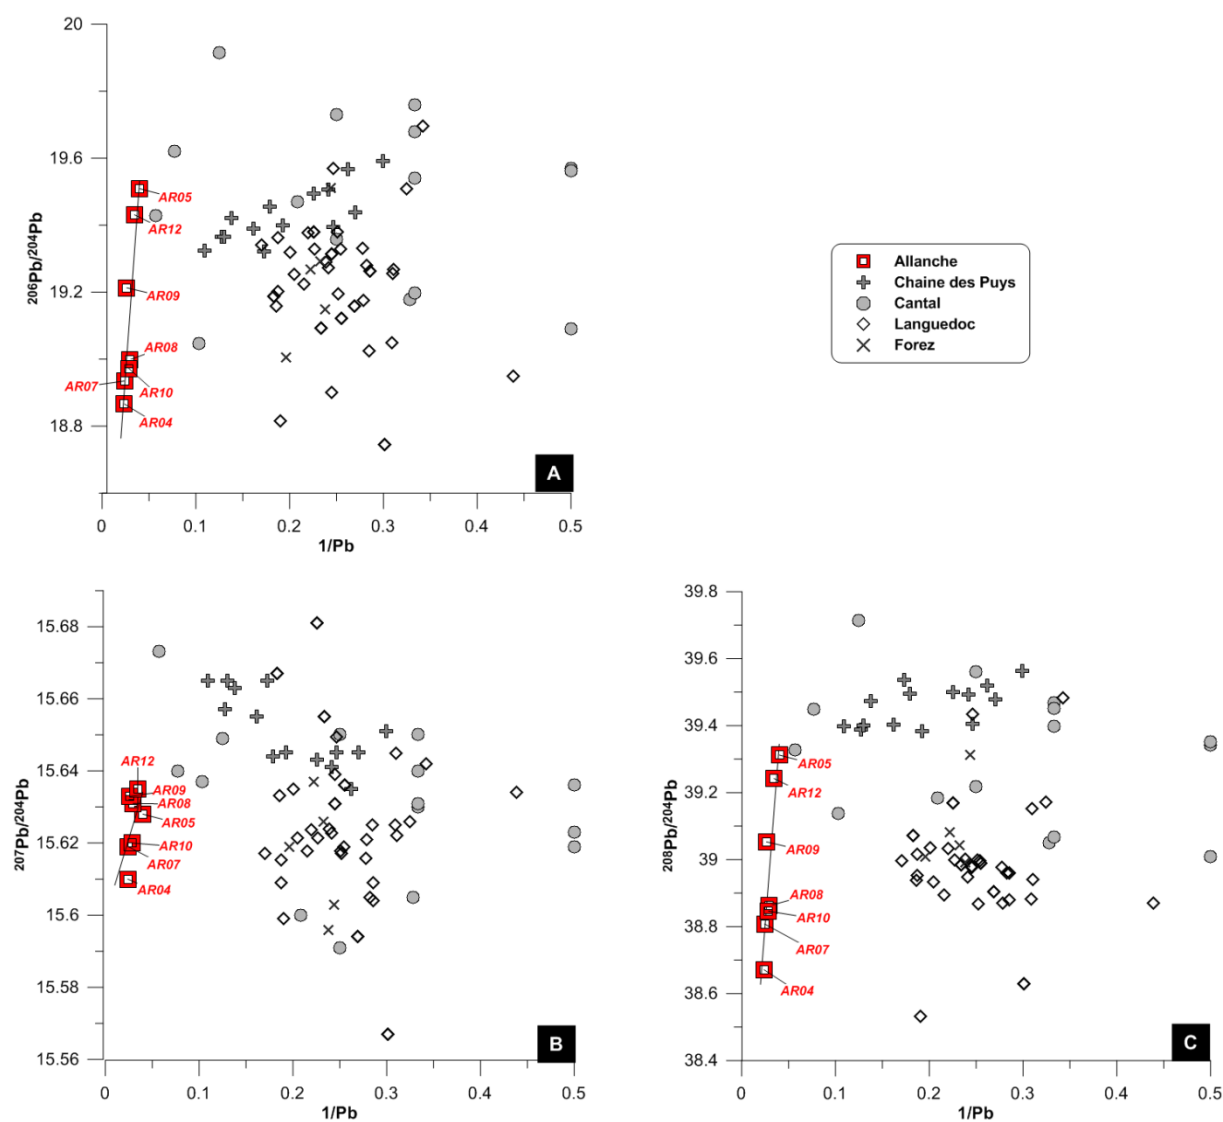 20
19.6
19.2
18.8
206Pb/204Pb
AR05
AR12
AR09
AR08
AR07
AR10
AR04
A
0 0.1 0.2 0.3 0.4 0.5
1/Pb
Allanche
Chaine des Puys
Cantal
Languedoc
Forez
15.68
15.66
15.64
15.62
15.6
15.58
15.56
207Pb/204Pb
AR12
AR09
AR08
AR05
AR10
AR07
AR04
B
0 0.1 0.2 0.3 0.4 0.5
1/Pb
39.8
39.6
39.4
39.2
39
38.8
38.6
38.4
208Pb/204Pb
AR05
AR12
AR09
AR08
AR10
AR07
AR04
C
0 0.1 0.2 0.3 0.4 0.5
1/Pb